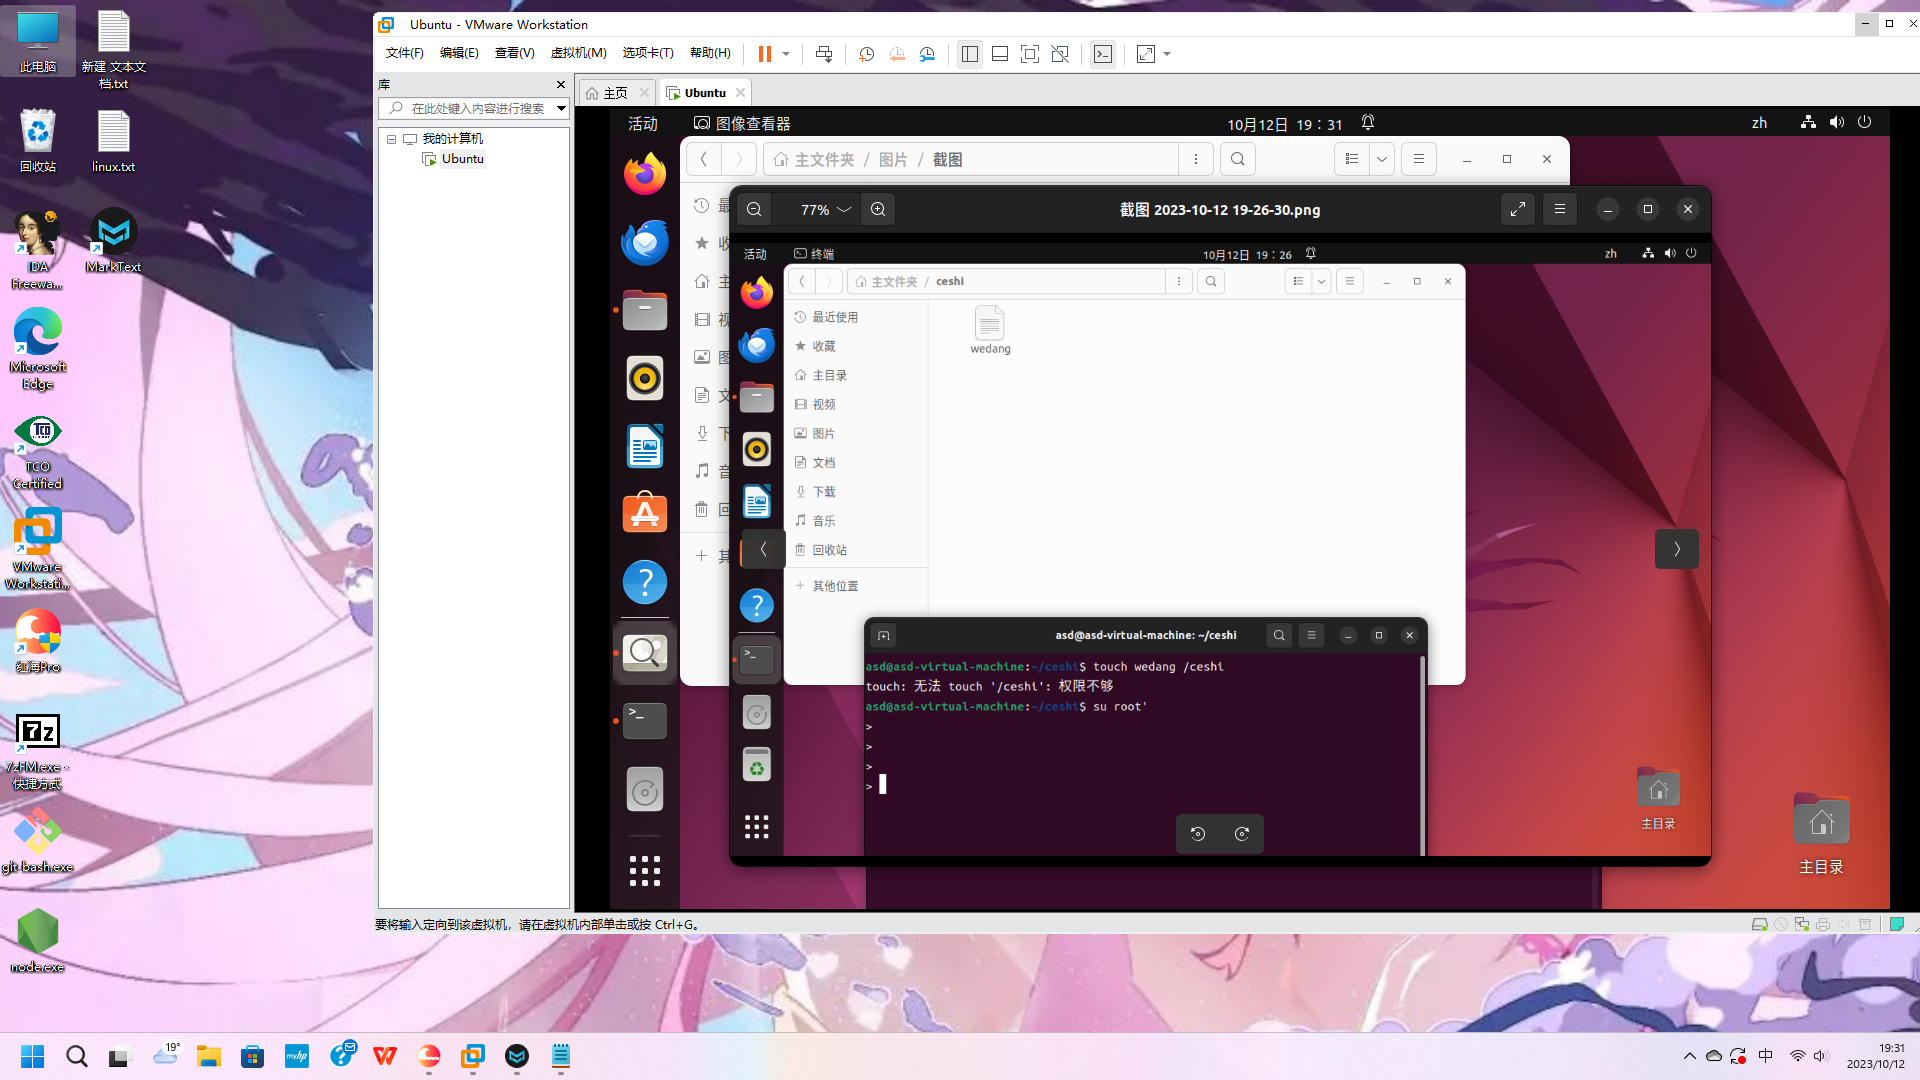 此电脑
新建 文本文
档.txt
回收站
linux.txt
IDA
Freewa...
MarkText
Microsoft
Edge
TCO
Certified
VMware
Workstati...
红海Pro
7zFM.exe -
快捷方式
git-bash.exe
node.exe
Ubuntu - VMware Workstation
文件(F)
编辑(E)
查看(V)
虚拟机(M)
选项卡(T)
帮助(H)
库
在此处键入内容进行搜索
我的计算机
Ubuntu
主页
Ubuntu
活动
图像查看器
10月12日 19：31
zh
主文件夹 / 图片 / 截图
77%
截图 2023-10-12 19-26-30.png
活动
终端
10月12日 19：26
zh
主文件夹 / ceshi
最近使用
收藏
主目录
视频
图片
文档
下载
音乐
回收站
其他位置
wedang
asd@asd-virtual-machine: ~/ceshi
asd@asd-virtual-machine:~/ceshi$ touch wedang /ceshi
touch: 无法 touch '/ceshi': 权限不够
asd@asd-virtual-machine:~/ceshi$ su root'
>
>
>
>
主目录
主目录
要将输入定向到该虚拟机，请在虚拟机内部单击或按 Ctrl+G。
19°
中
19:31
2023/10/12